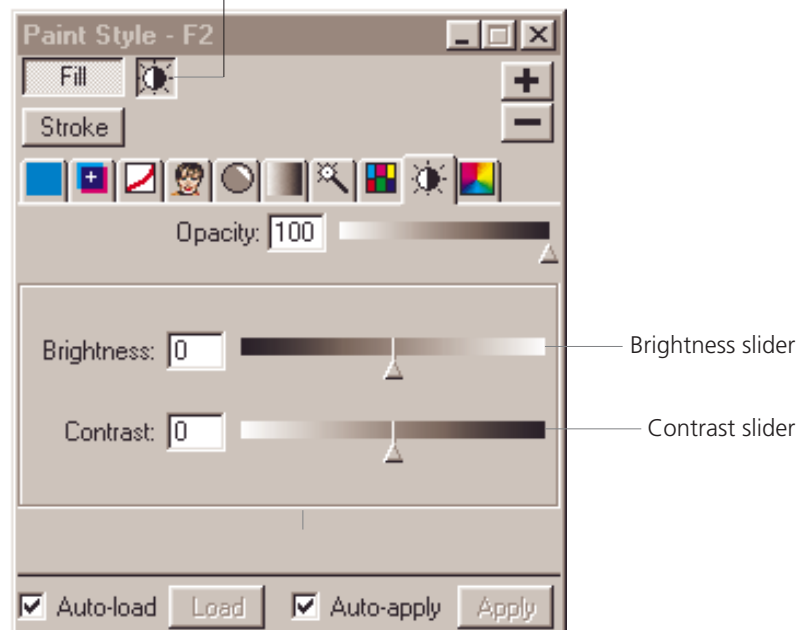 Paint Style - F2
Fill
Stroke
Opacity: 100
Brightness: 0
Brightness slider
Contrast: 0
Contrast slider
Auto-load Load Auto-apply Apply